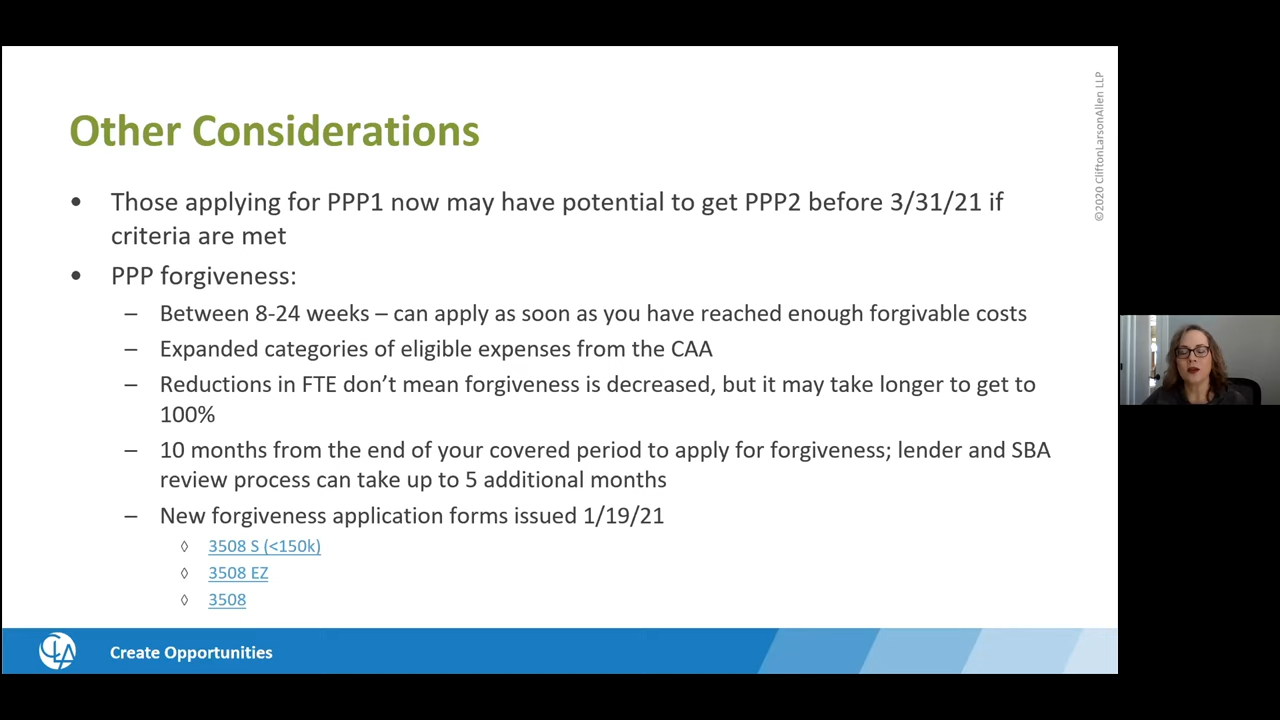 Other Considerations
• Those applying for PPP1 now may have potential to get PPP2 before 3/31/21 if
criteria are met
• PPP forgiveness:
– Between 8-24 weeks – can apply as soon as you have reached enough forgivable costs
– Expanded categories of eligible expenses from the CAA
– Reductions in FTE don’t mean forgiveness is decreased, but it may take longer to get to
100%
– 10 months from the end of your covered period to apply for forgiveness; lender and SBA
review process can take up to 5 additional months
– New forgiveness application forms issued 1/19/21
◊ 3508 S (<150k)
◊ 3508 EZ
◊ 3508
©2020 CliftonLarsonAllen LLP
CLA
Create Opportunities